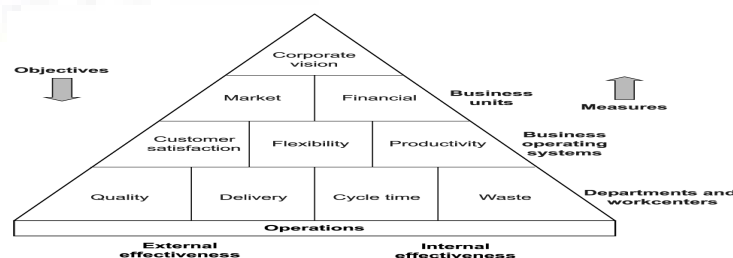 Corporate
vision
Objectives
Market
Financial
Business
units
Measures
Customer
satisfaction
Flexibility
Productivity
Business
operating
systems
Quality
Delivery
Cycle time
Waste
Departments and
workcenters
Operations
External
effectiveness
Internal
effectiveness